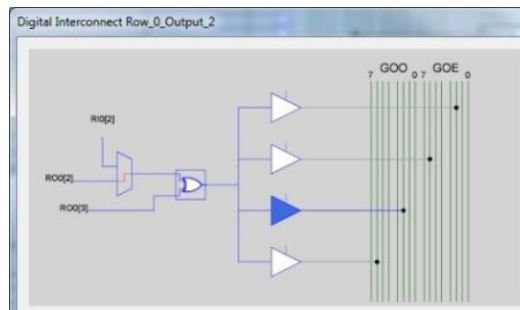 Digital Interconnect Row_0_Output_2
GOO GOE
7 0 7 0
RI0[2]
RO0[2]
RO0[3]